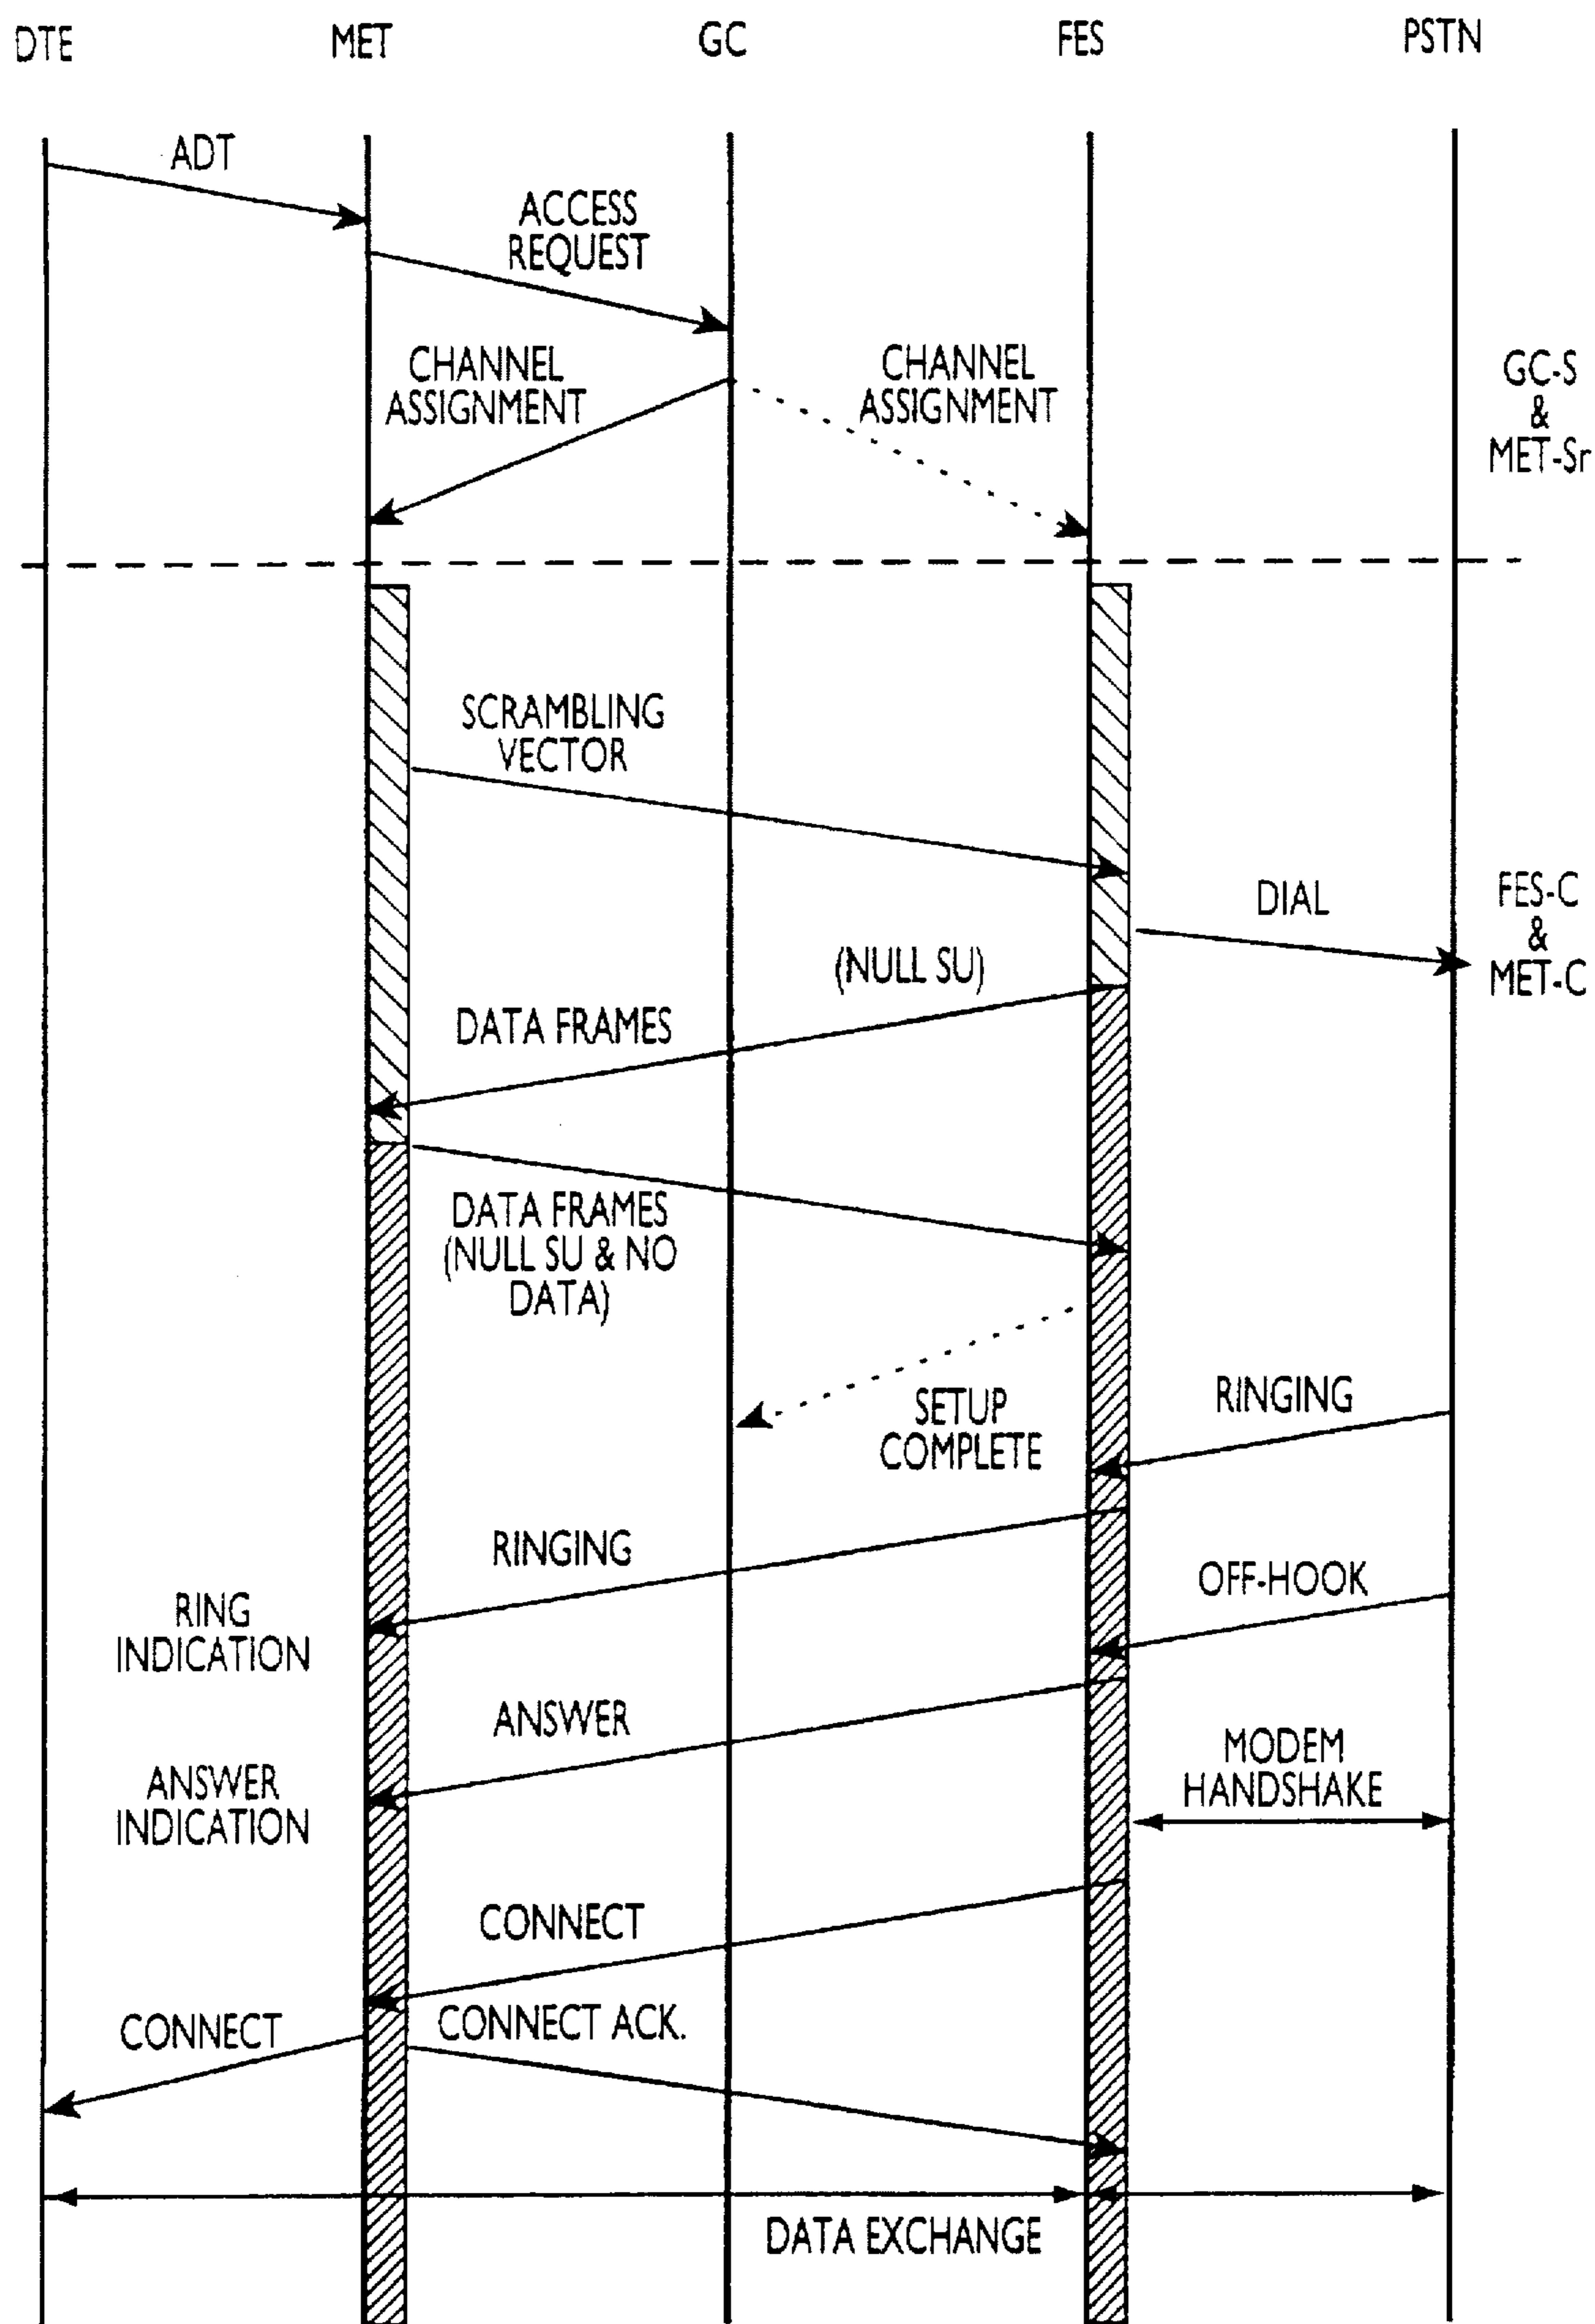 DTE MET GC FES PSTN
ADT
ACCESS
REQUEST
CHANNEL
ASSIGNMENT
CHANNEL
ASSIGNMENT
GC-S
&
MET-Sr
SCRAMBLING
VECTOR
DIAL
FES-C
&
MET-C
(NULL SU)
DATA FRAMES
DATA FRAMES
(NULL SU & NO
DATA)
SETUP
COMPLETE
RINGING
RINGING
OFF-HOOK
RING
INDICATION
ANSWER
MODEM
HANDSHAKE
ANSWER
INDICATION
CONNECT
CONNECT
CONNECT ACK.
DATA EXCHANGE